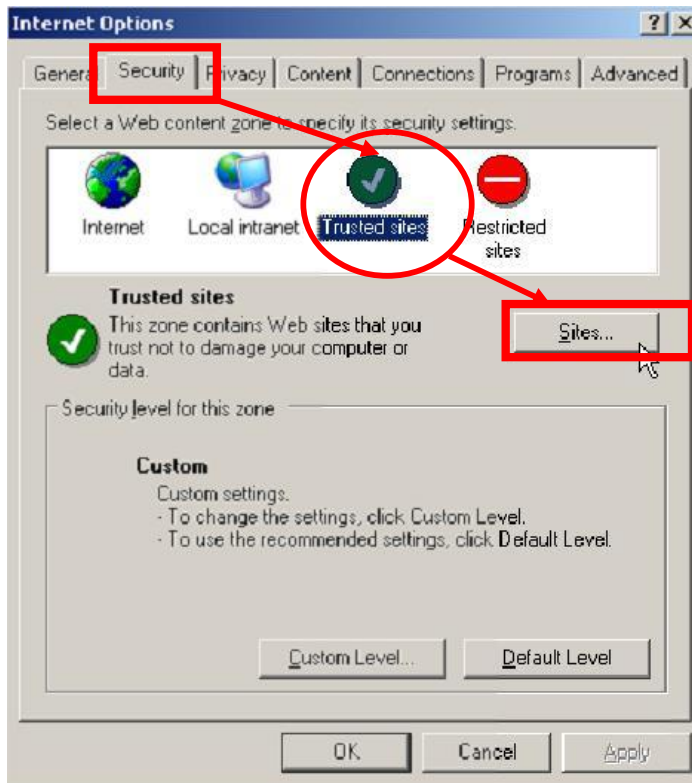 Internet Options
General Security Privacy Content Connections Programs Advanced
Select a Web content zone to specify its security settings.
Internet Local intranet Trusted sites Restricted sites
Trusted sites
This zone contains Web sites that you
trust not to damage your computer or
data.
Sites...
Security level for this zone
Custom
Custom settings.
- To change the settings, click Custom Level.
- To use the recommended settings, click Default Level.
Custom Level... Default Level
OK Cancel Apply